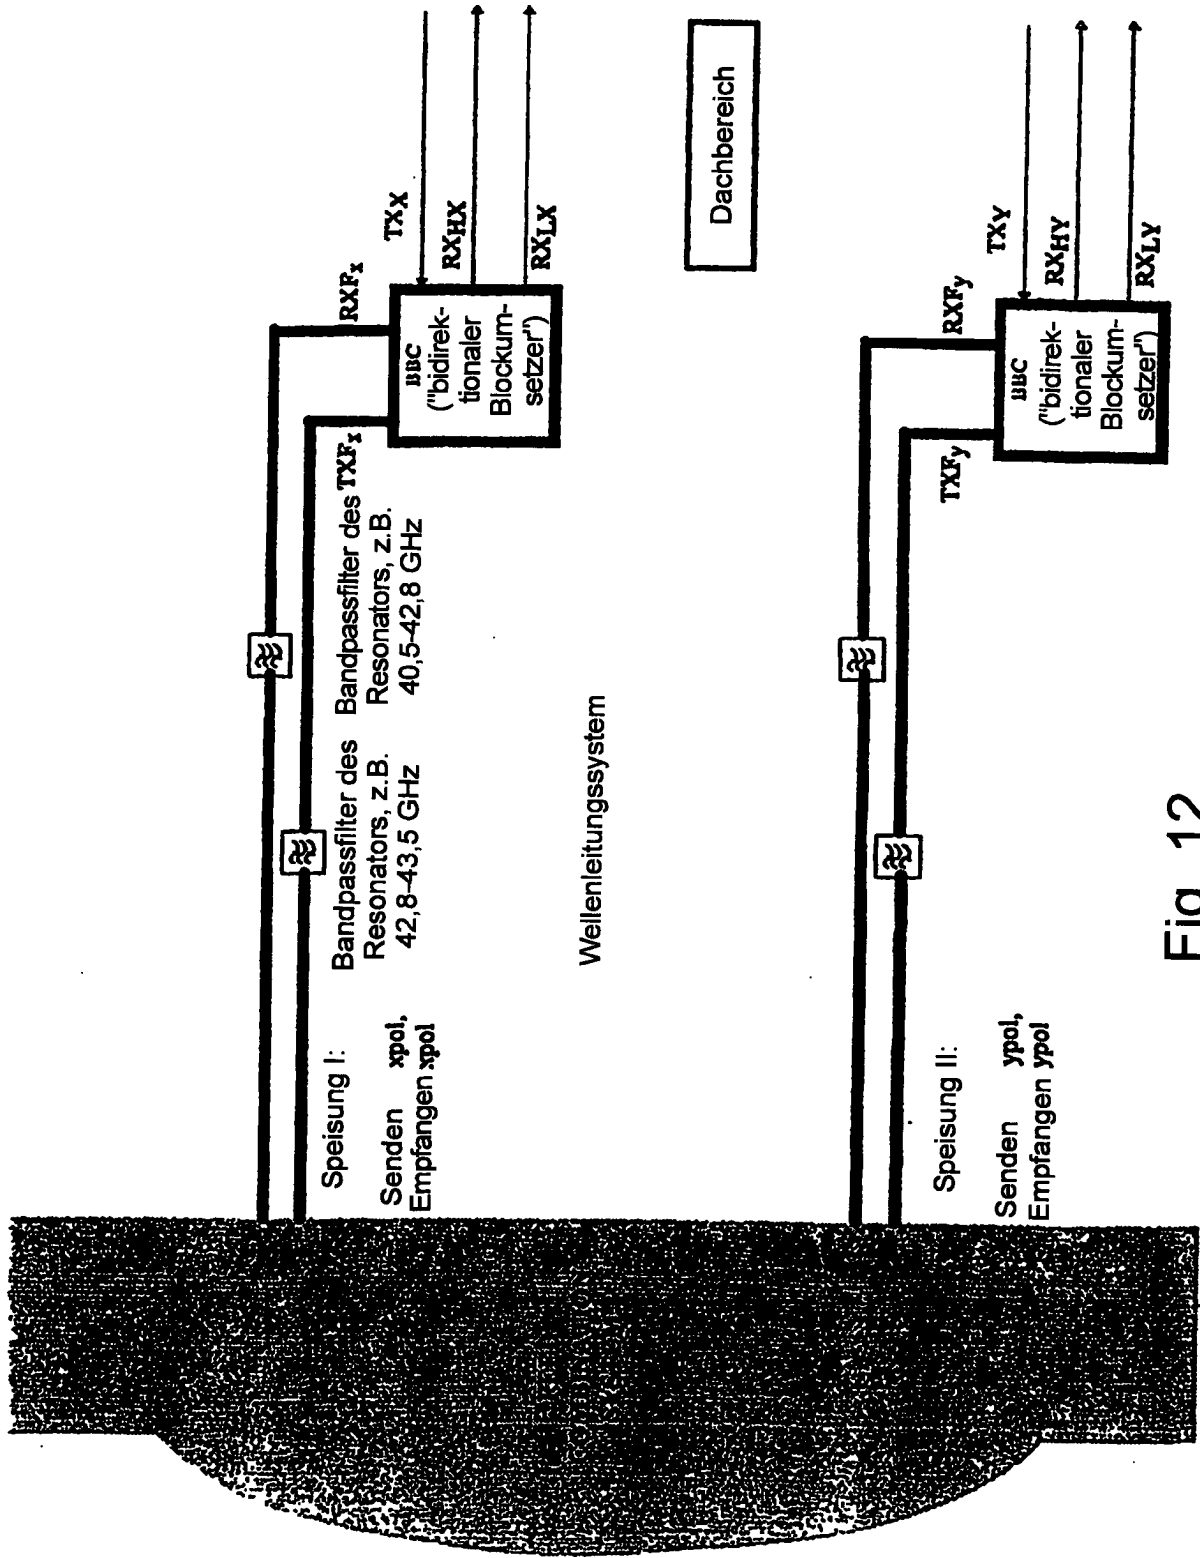 Speisung I:
Senden xpol,
Empfangen xpol
Bandpassfilter des
Resonators, z.B.
42,8-43,5 GHz
Bandpassfilter des
Resonators, z.B.
40,5-42,8 GHz
TXFx
RXFx
BBC
("bidirek-
tionaler
Blockum-
setzer")
TXX
RXHX
RXLX
Wellenleitungssystem
Dachbereich
Speisung II:
Senden ypol,
Empfangen ypol
TXFy
RXFy
BBC
("bidirek-
tionaler
Blockum-
setzer")
TXY
RXHY
RXLY
Fig. 12